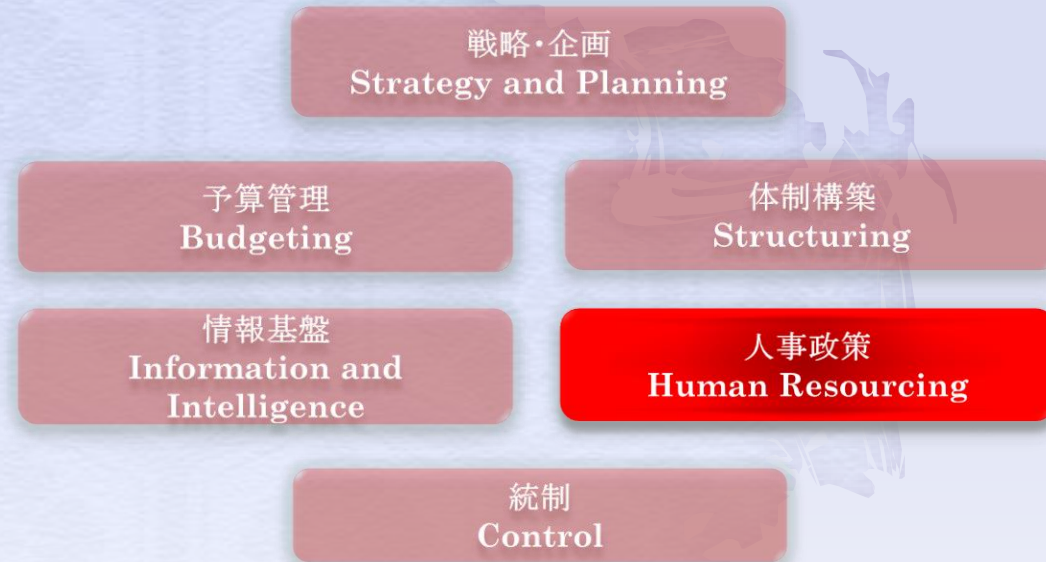 戦略・企画
Strategy and Planning
予算管理
Budgeting
体制構築
Structuring
情報基盤
Information and
Intelligence
人事政策
Human Resourcing
統制
Control